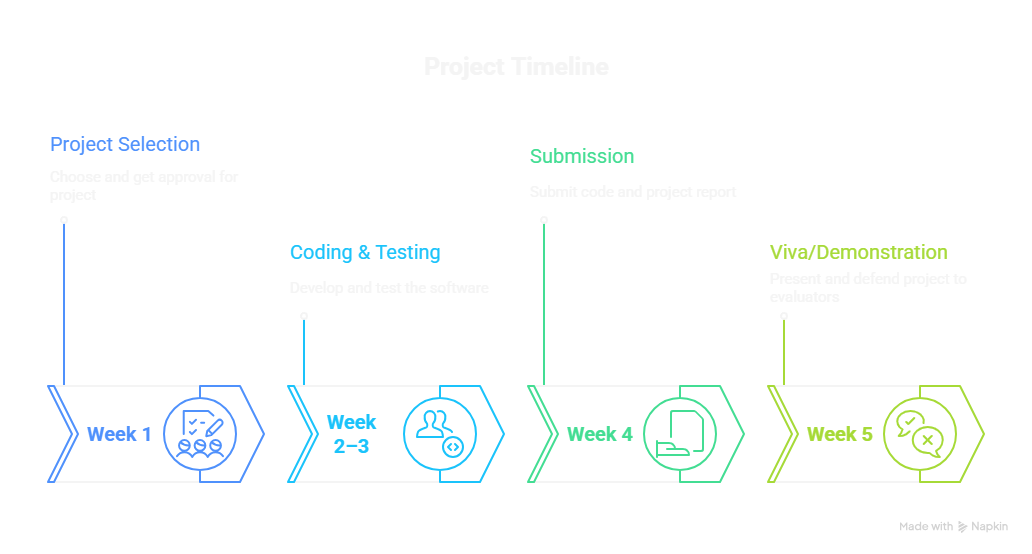 Project Timeline
Project Selection
Choose and get approval for
project
Submission
Submit code and project report
Coding & Testing
Develop and test the software
Viva/Demonstration
Present and defend project to
evaluators
Week 1
Week
2–3
Week 4
Week 5
Made with Napkin